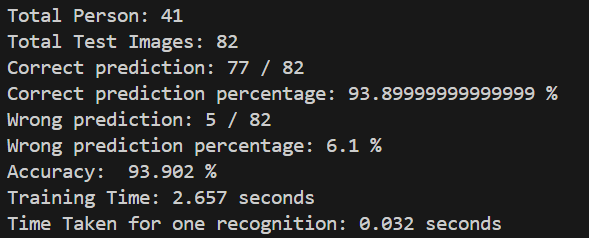 Total Person: 41
Total Test Images: 82
Correct prediction: 77 / 82
Correct prediction percentage: 93.89999999999999 %
Wrong prediction: 5 / 82
Wrong prediction percentage: 6.1 %
Accuracy:  93.902 %
Training Time: 2.657 seconds
Time Taken for one recognition: 0.032 seconds